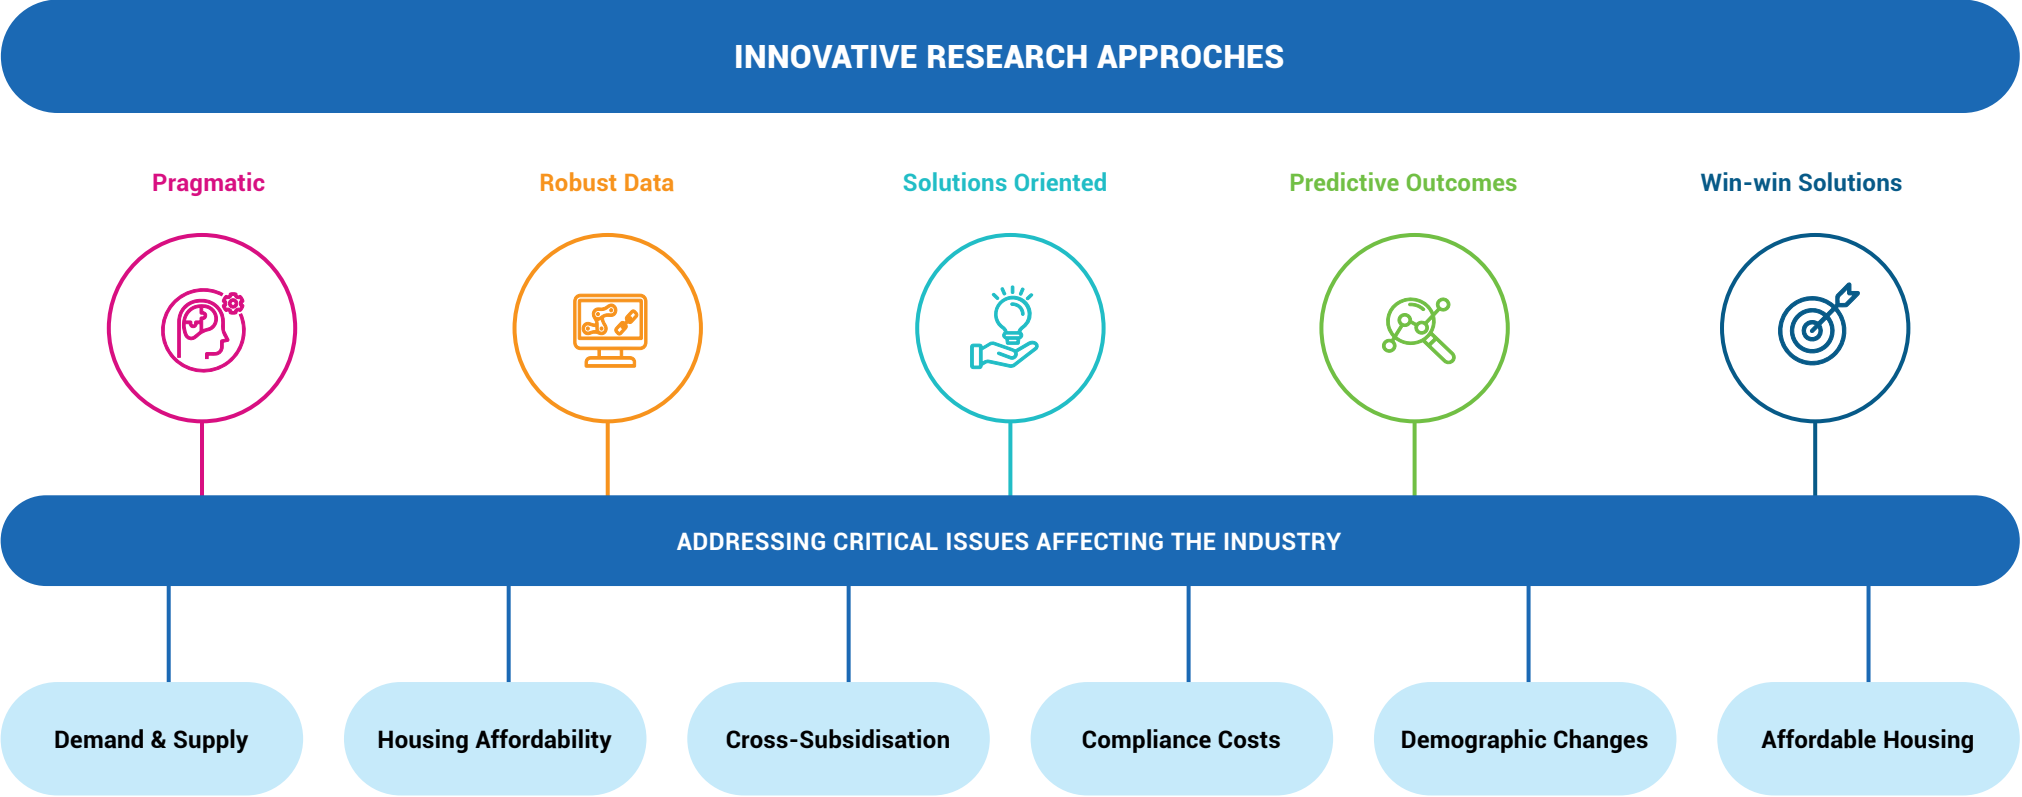 INNOVATIVE RESEARCH APPROCHES
Pragmatic
Robust Data
Solutions Oriented
Predictive Outcomes
Win-win Solutions
ADDRESSING CRITICAL ISSUES AFFECTING THE INDUSTRY
Demand & Supply
Housing Affordability
Cross-Subsidisation
Compliance Costs
Demographic Changes
Affordable Housing